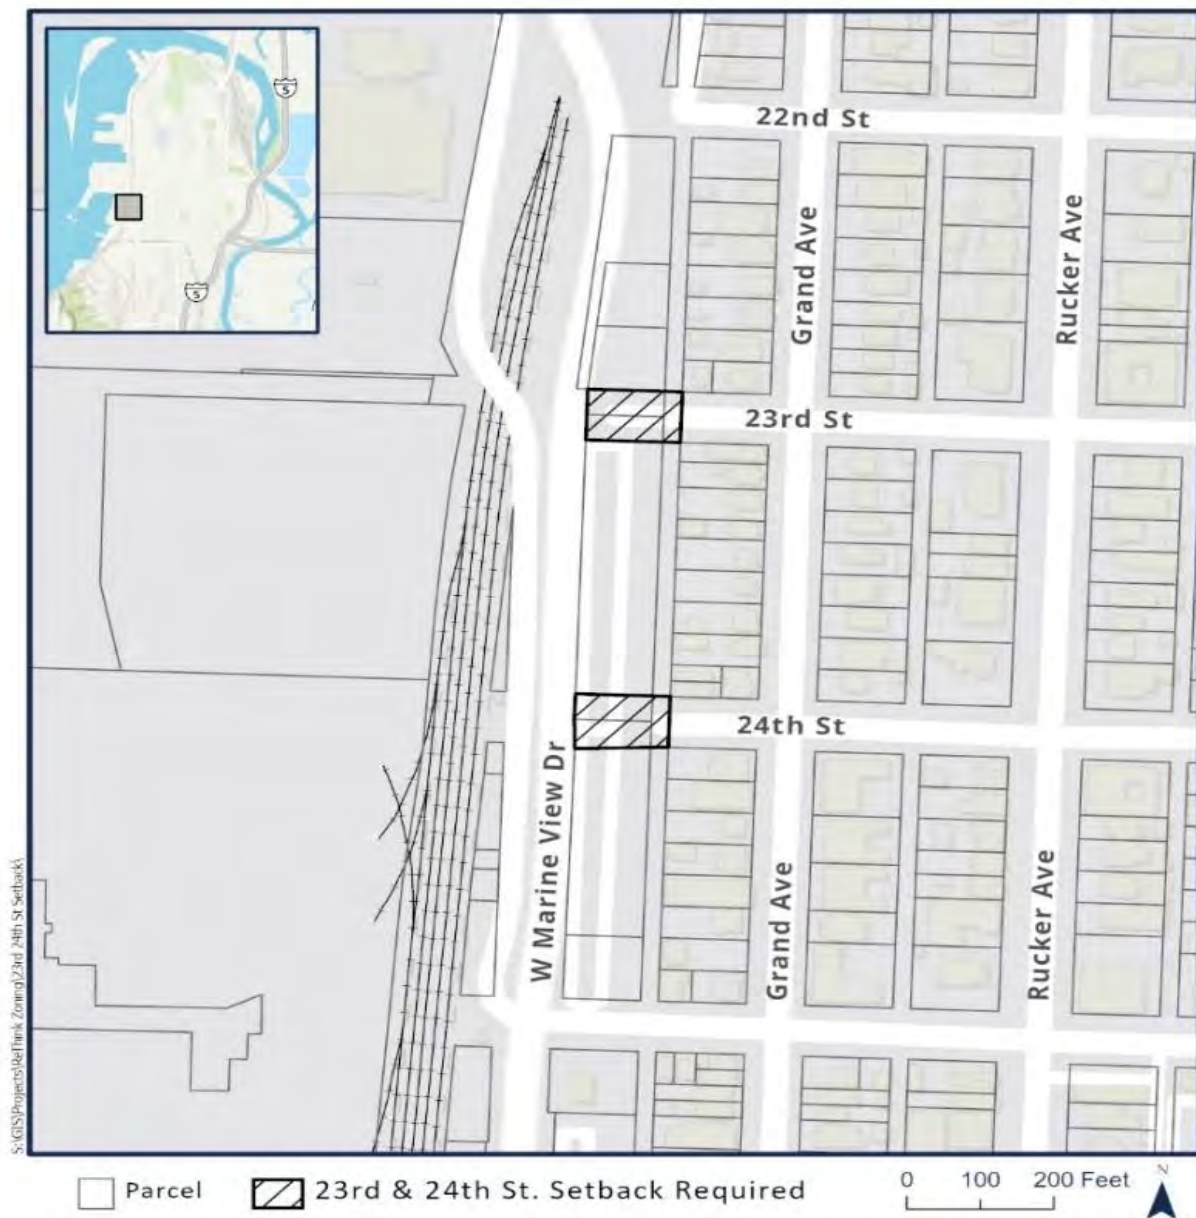 5
5
22nd St
Grand Ave
Rucker Ave
23rd St
24th St
W Marine View Dr
Grand Ave
Rucker Ave
S:\GIS\Projects\ReThink Zoning\23rd 24th St Setback\
Parcel
23rd & 24th St. Setback Required
0 100 200 Feet
N